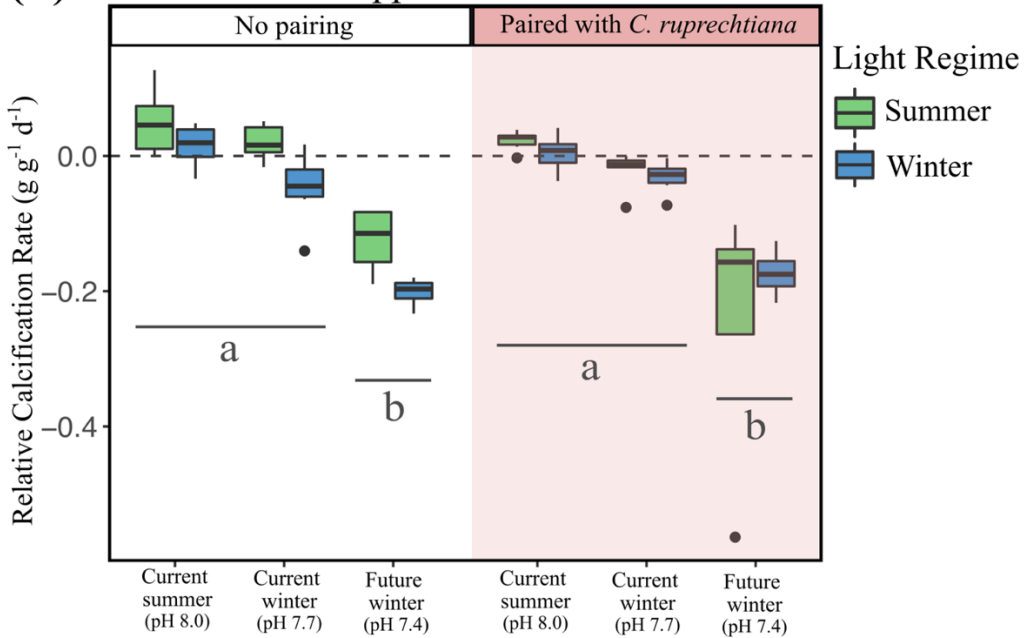 No pairing
Paired with C. ruprechtiana
Light Regime
Summer
Winter
Relative Calcification Rate (g g⁻¹ d⁻¹)
0.0
−0.2
−0.4
a
b
a
b
Current
summer
(pH 8.0)
Current
winter
(pH 7.7)
Future
winter
(pH 7.4)
Current
summer
(pH 8.0)
Current
winter
(pH 7.7)
Future
winter
(pH 7.4)